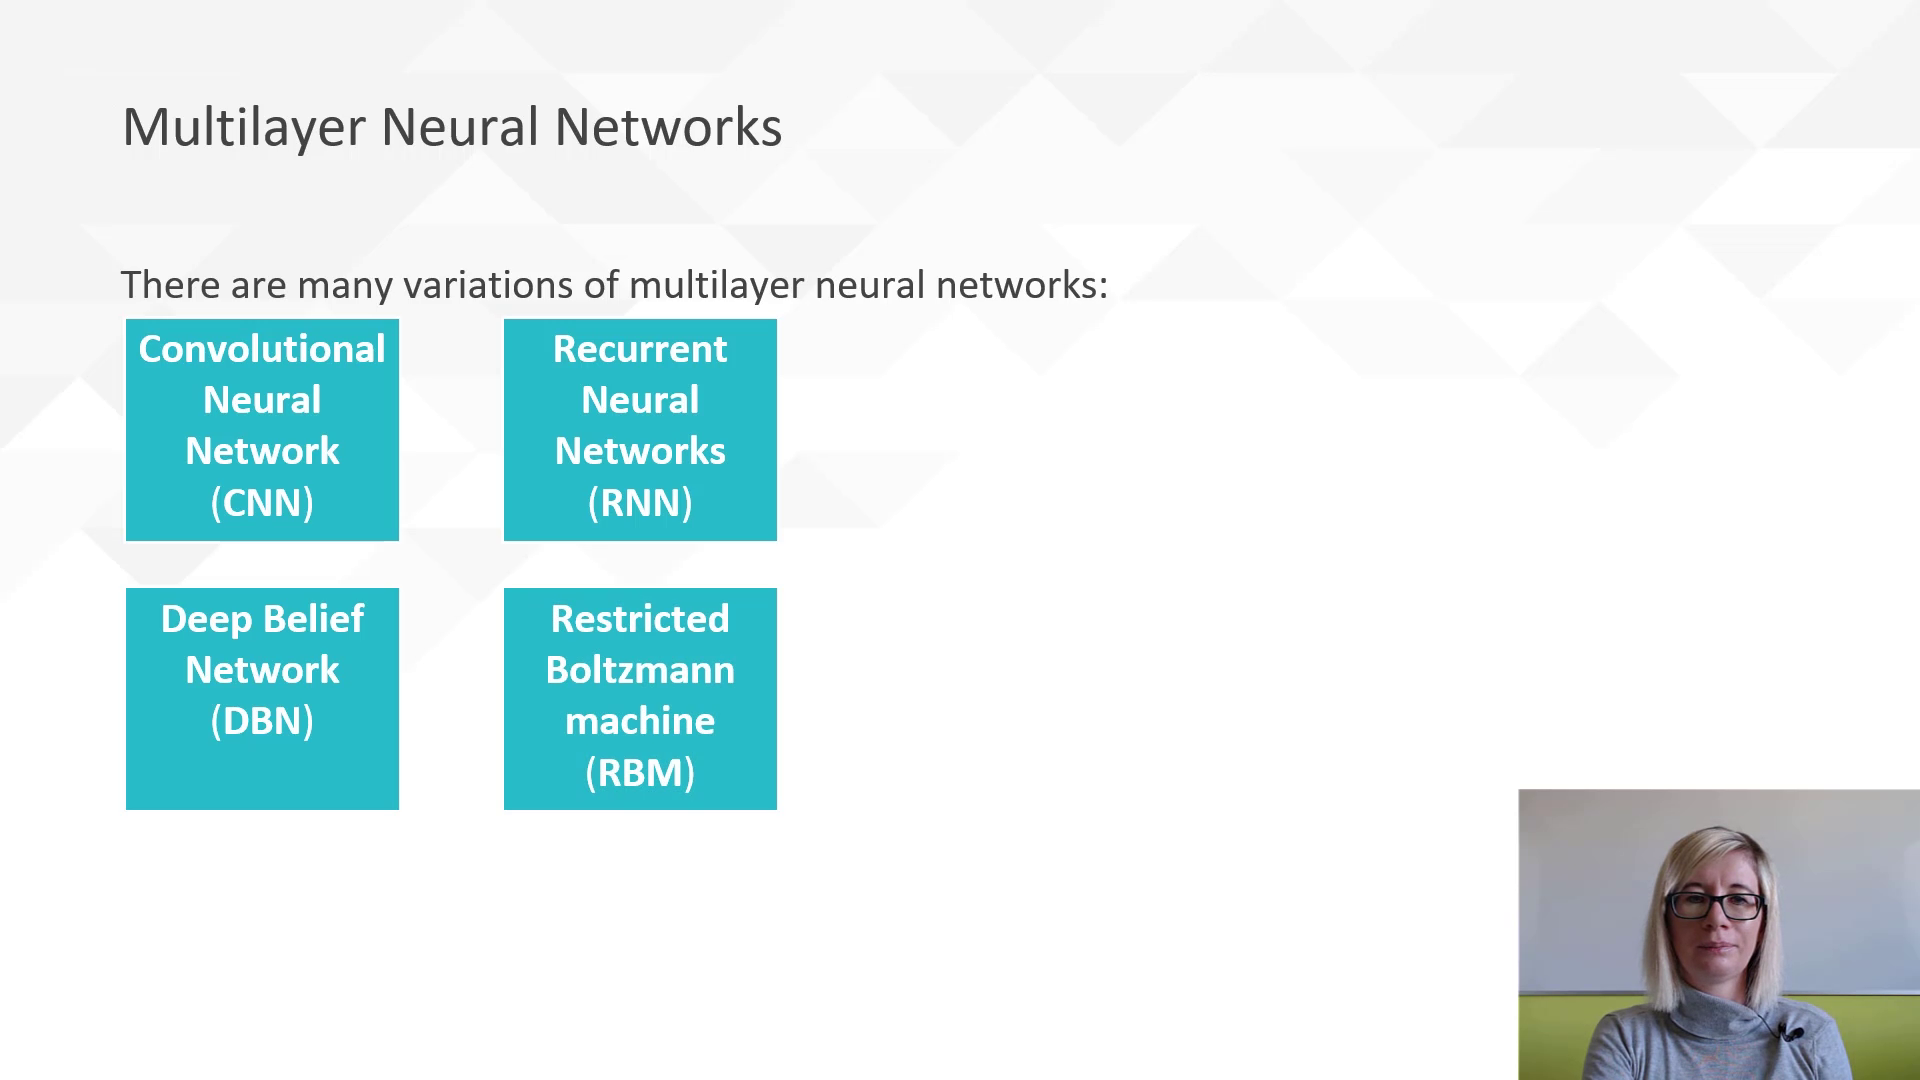 Multilayer Neural Networks
There are many variations of multilayer neural networks:
Convolutional
Neural
Network
(CNN)
Recurrent
Neural
Networks
(RNN)
Deep Belief
Network
(DBN)
Restricted
Boltzmann
machine
(RBM)